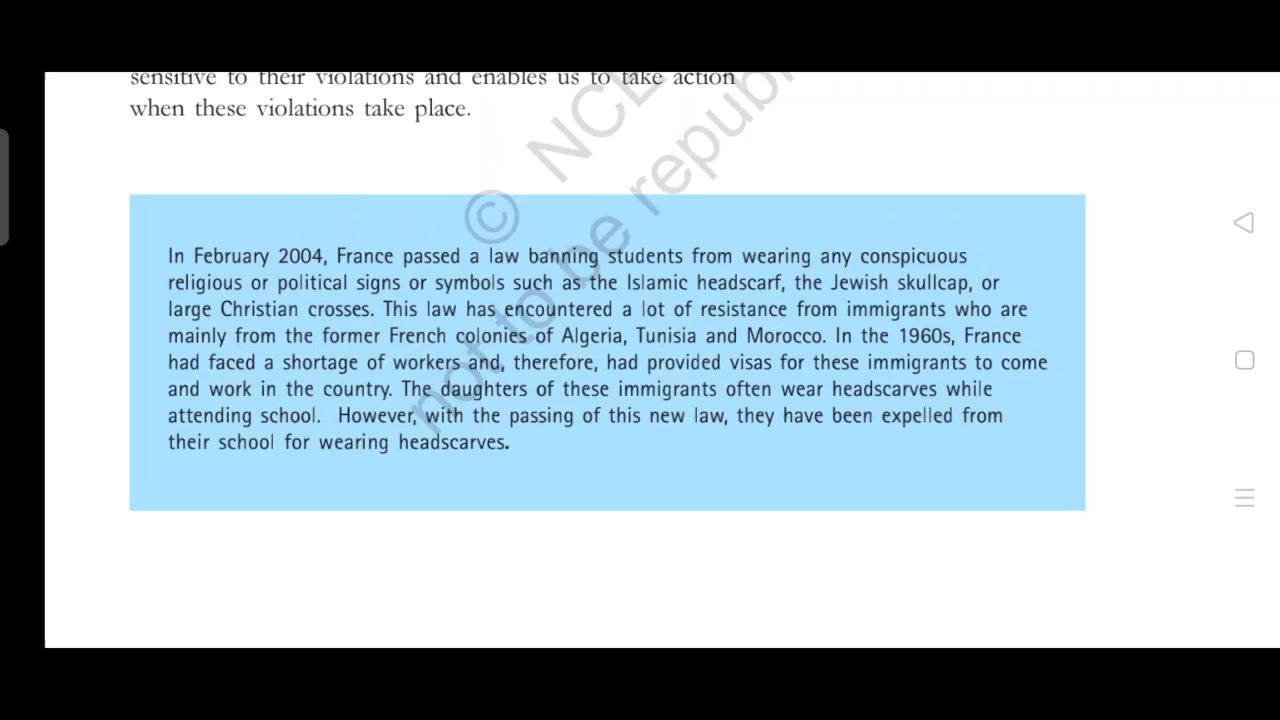 sensitive to their violations and enables us to take action
when these violations take place.
© NCE
not to be republi
In February 2004, France passed a law banning students from wearing any conspicuous
religious or political signs or symbols such as the Islamic headscarf, the Jewish skullcap, or
large Christian crosses. This law has encountered a lot of resistance from immigrants who are
mainly from the former French colonies of Algeria, Tunisia and Morocco. In the 1960s, France
had faced a shortage of workers and, therefore, had provided visas for these immigrants to come
and work in the country. The daughters of these immigrants often wear headscarves while
attending school. However, with the passing of this new law, they have been expelled from
their school for wearing headscarves.